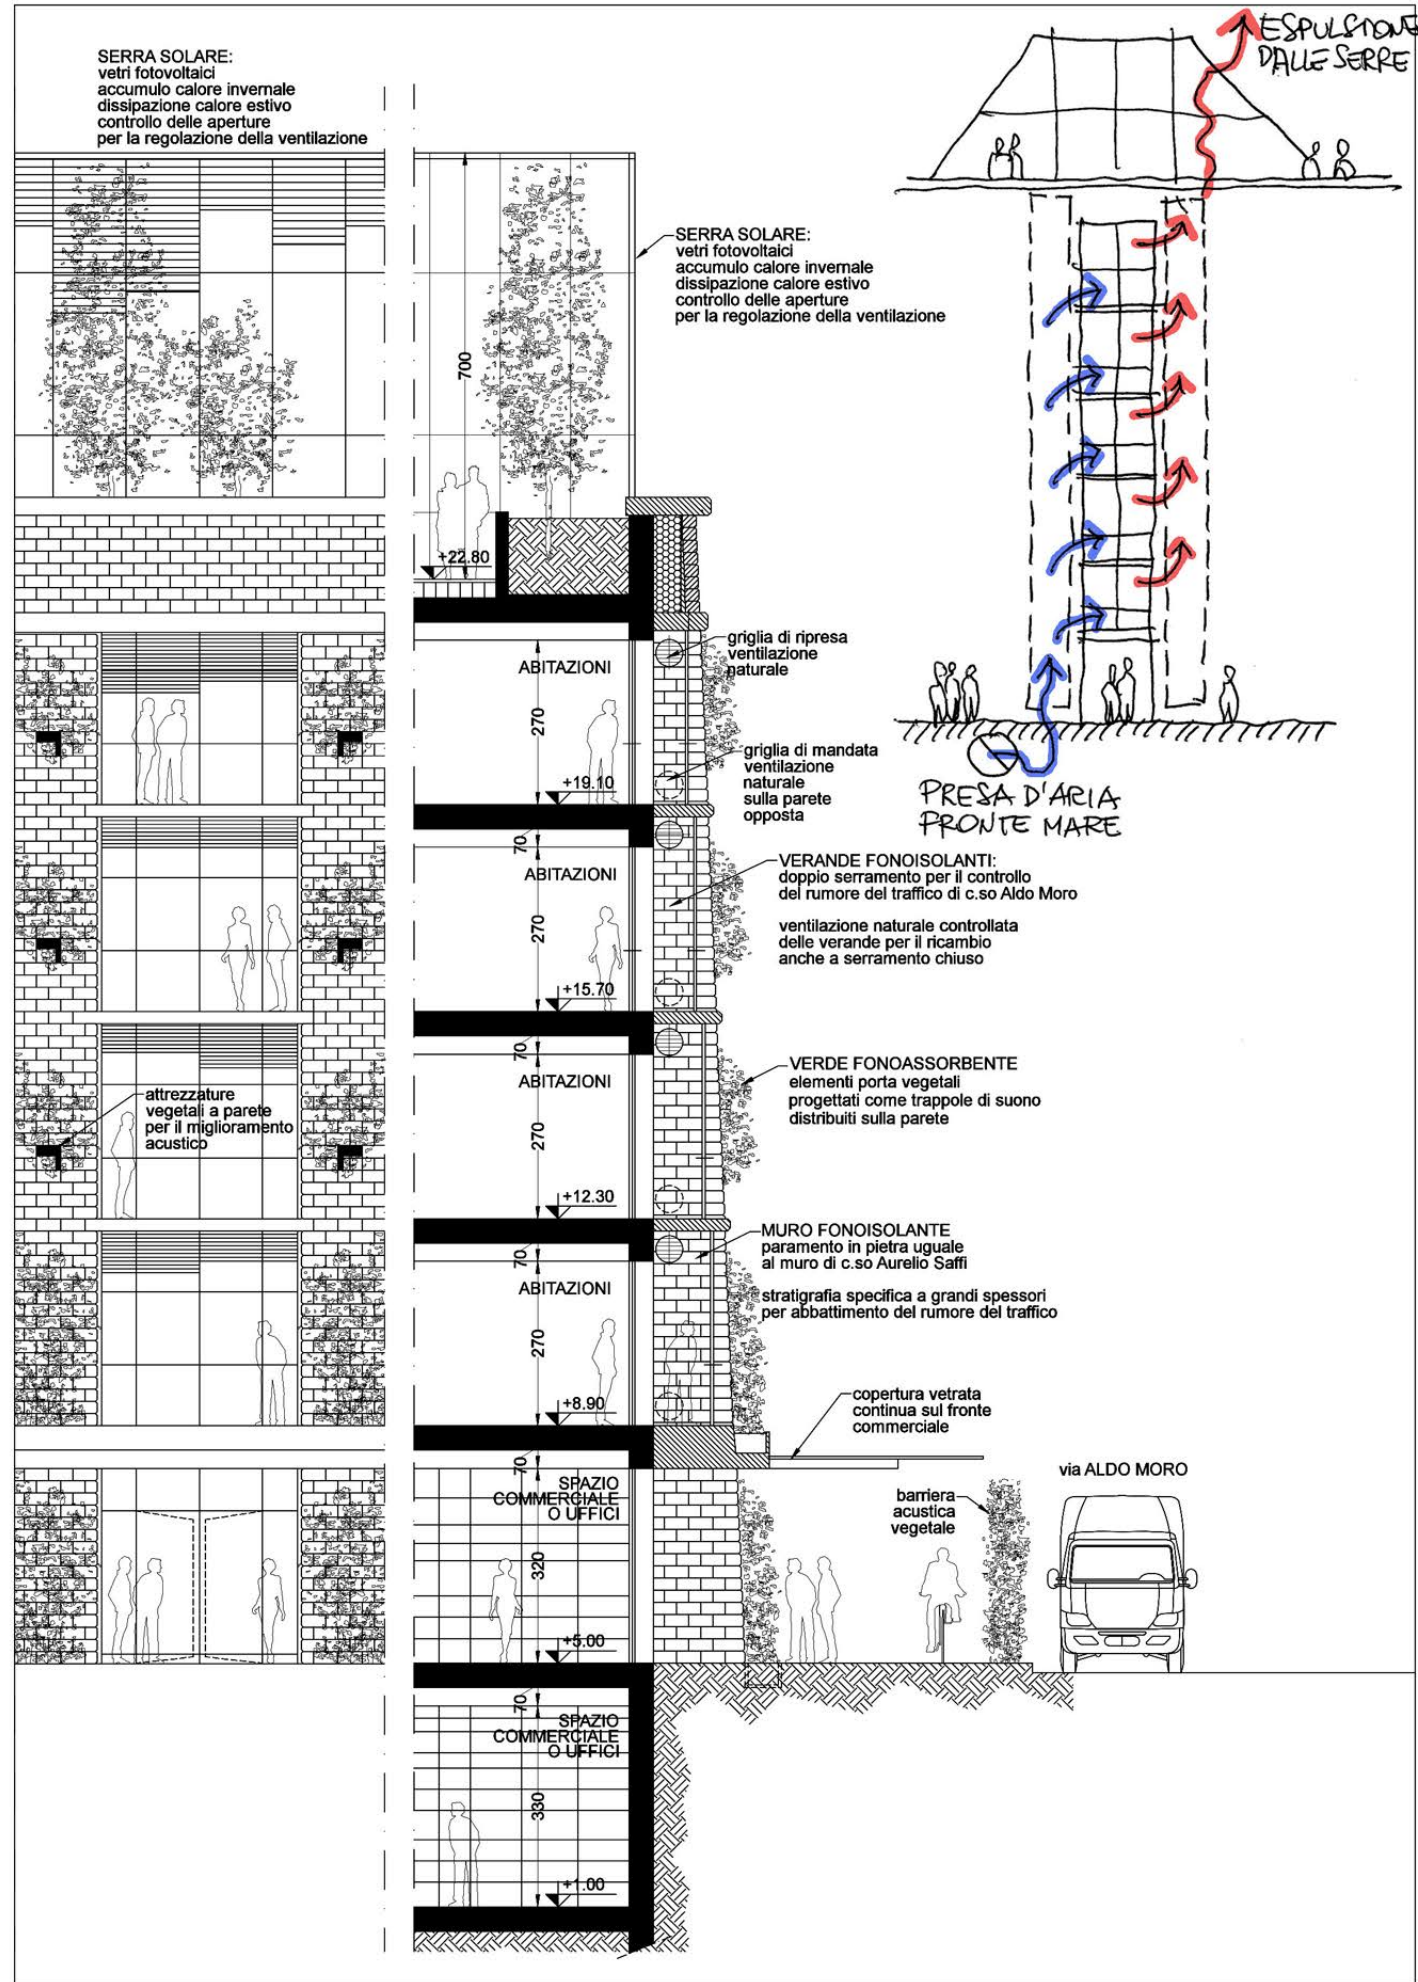 SERRA SOLARE:
vetri fotovoltaici
accumulo calore invernale
dissipazione calore estivo
controllo delle aperture
per la regolazione della ventilazione
ESPULSIONE
DALLE SERRE
SERRA SOLARE:
vetri fotovoltaici
accumulo calore invernale
dissipazione calore estivo
controllo delle aperture
per la regolazione della ventilazione
700
+22.80
griglia di ripresa
ventilazione
naturale
ABITAZIONI
270
griglia di mandata
ventilazione
naturale
sulla parete
opposta
+19.10
PRESA D'ARIA
FRONTE MARE
70
VERANDE FONOISOLANTI:
doppio serramento per il controllo
del rumore del traffico di c.so Aldo Moro
ventilazione naturale controllata
delle verande per il ricambio
anche a serramento chiuso
ABITAZIONI
270
+15.70
70
VERDE FONOASSORBENTE
elementi porta vegetali
progettati come trappole di suono
distribuiti sulla parete
ABITAZIONI
attrezzature
vegetali a parete
per il miglioramento
acustico
270
+12.30
MURO FONOISOLANTE
paramento in pietra uguale
al muro di c.so Aurelio Saffi
stratigrafia specifica a grandi spessori
per abbattimento del rumore del traffico
70
ABITAZIONI
270
+8.90
copertura vetrata
continua sul fronte
commerciale
70
via ALDO MORO
SPAZIO
COMMERCIALE
O UFFICI
barriera
acustica
vegetale
320
+5.00
70
SPAZIO
COMMERCIALE
O UFFICI
330
+1.00